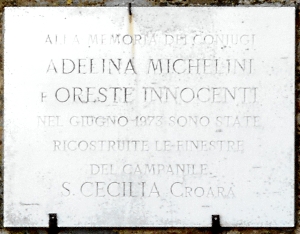 ALLA MEMORIA DEI CONIUGI
ADELINA MICHELINI
E ORESTE INNOCENTI
NEL GIUGNO 1973 SONO STATE
RICOSTRUITE LE FINESTRE
DEL CAMPANILE
S. CECILIA CROARA